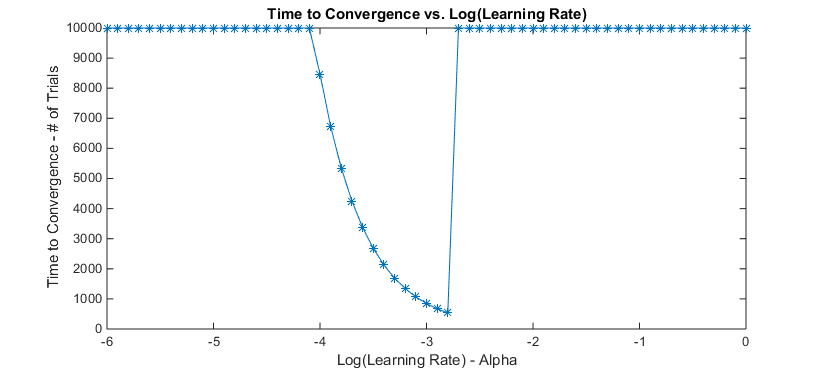 Time to Convergence vs. Log(Learning Rate)
Time to Convergence - # of Trials
10000
9000
8000
7000
6000
5000
4000
3000
2000
1000
0
-6 -5 -4 -3 -2 -1 0
Log(Learning Rate) - Alpha